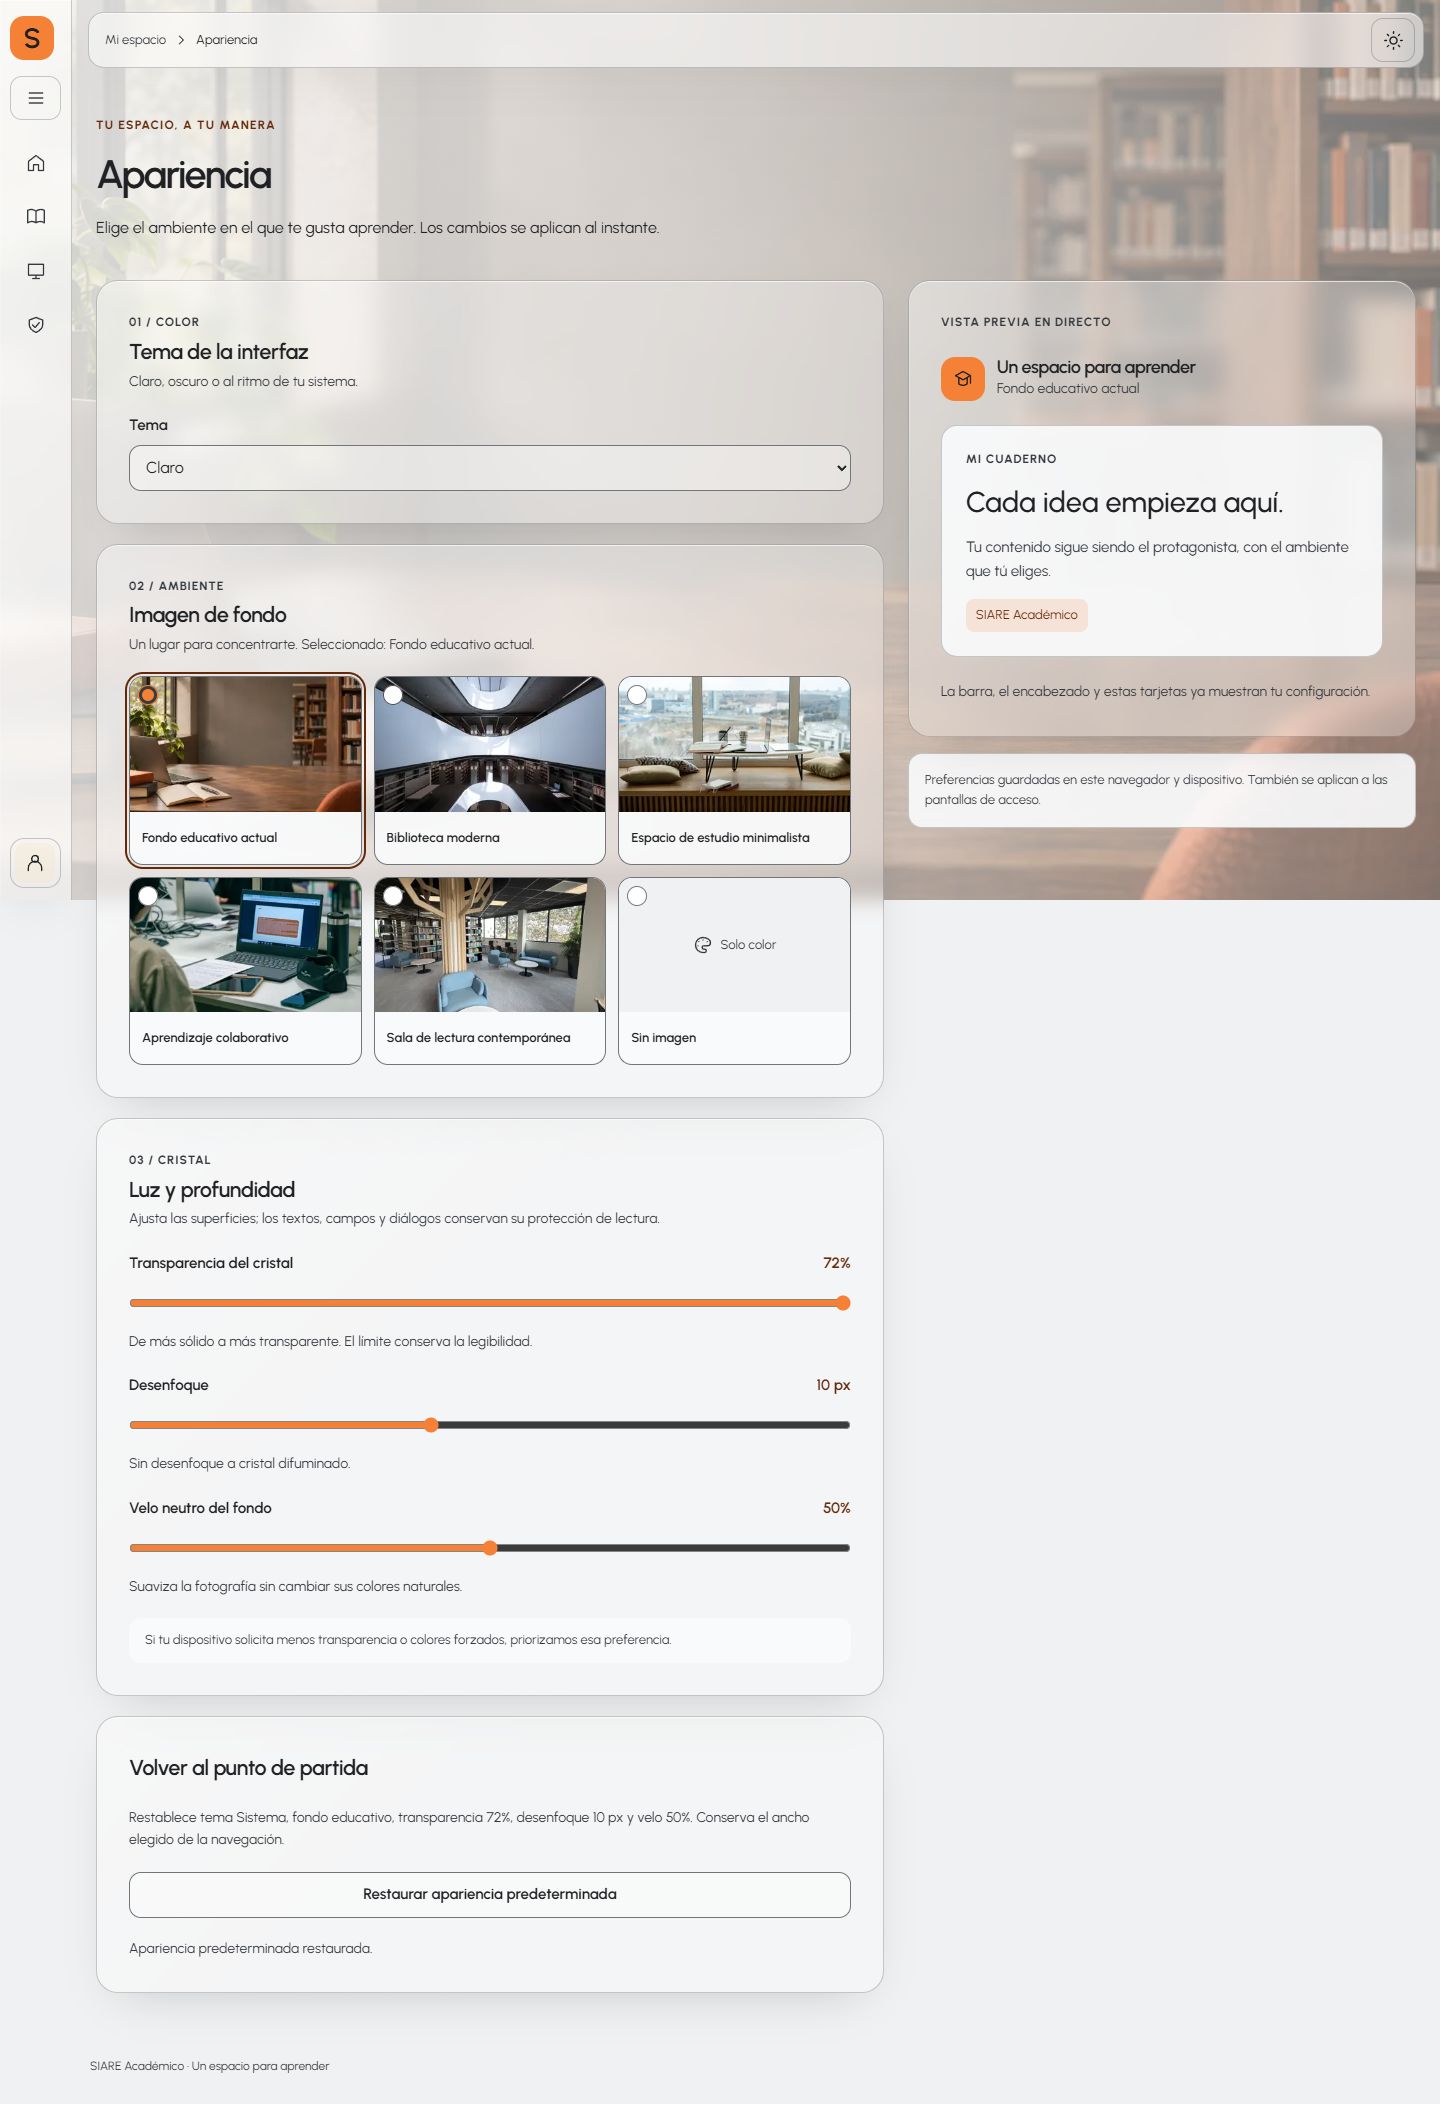 S
Mi espacio > Apariencia
TU ESPACIO, A TU MANERA
Apariencia
Elige el ambiente en el que te gusta aprender. Los cambios se aplican al instante.
01 / COLOR
Tema de la interfaz
Claro, oscuro o al ritmo de tu sistema.
Tema
Claro
02 / AMBIENTE
Imagen de fondo
Un lugar para concentrarte. Seleccionado: Fondo educativo actual.
Fondo educativo actual
Biblioteca moderna
Espacio de estudio minimalista
Solo color
Aprendizaje colaborativo
Sala de lectura contemporánea
Sin imagen
03 / CRISTAL
Luz y profundidad
Ajusta las superficies; los textos, campos y diálogos conservan su protección de lectura.
Transparencia del cristal 72%
De más sólido a más transparente. El límite conserva la legibilidad.
Desenfoque 10 px
Sin desenfoque a cristal difuminado.
Velo neutro del fondo 50%
Suaviza la fotografía sin cambiar sus colores naturales.
Si tu dispositivo solicita menos transparencia o colores forzados, priorizamos esa preferencia.
Volver al punto de partida
Restablece tema Sistema, fondo educativo, transparencia 72%, desenfoque 10 px y velo 50%. Conserva el ancho
elegido de la navegación.
Restaurar apariencia predeterminada
Apariencia predeterminada restaurada.
VISTA PREVIA EN DIRECTO
Un espacio para aprender
Fondo educativo actual
MI CUADERNO
Cada idea empieza aquí.
Tu contenido sigue siendo el protagonista, con el ambiente
que tú eliges.
SIARE Académico
La barra, el encabezado y estas tarjetas ya muestran tu configuración.
Preferencias guardadas en este navegador y dispositivo. También se aplican a las
pantallas de acceso.
SIARE Académico · Un espacio para aprender